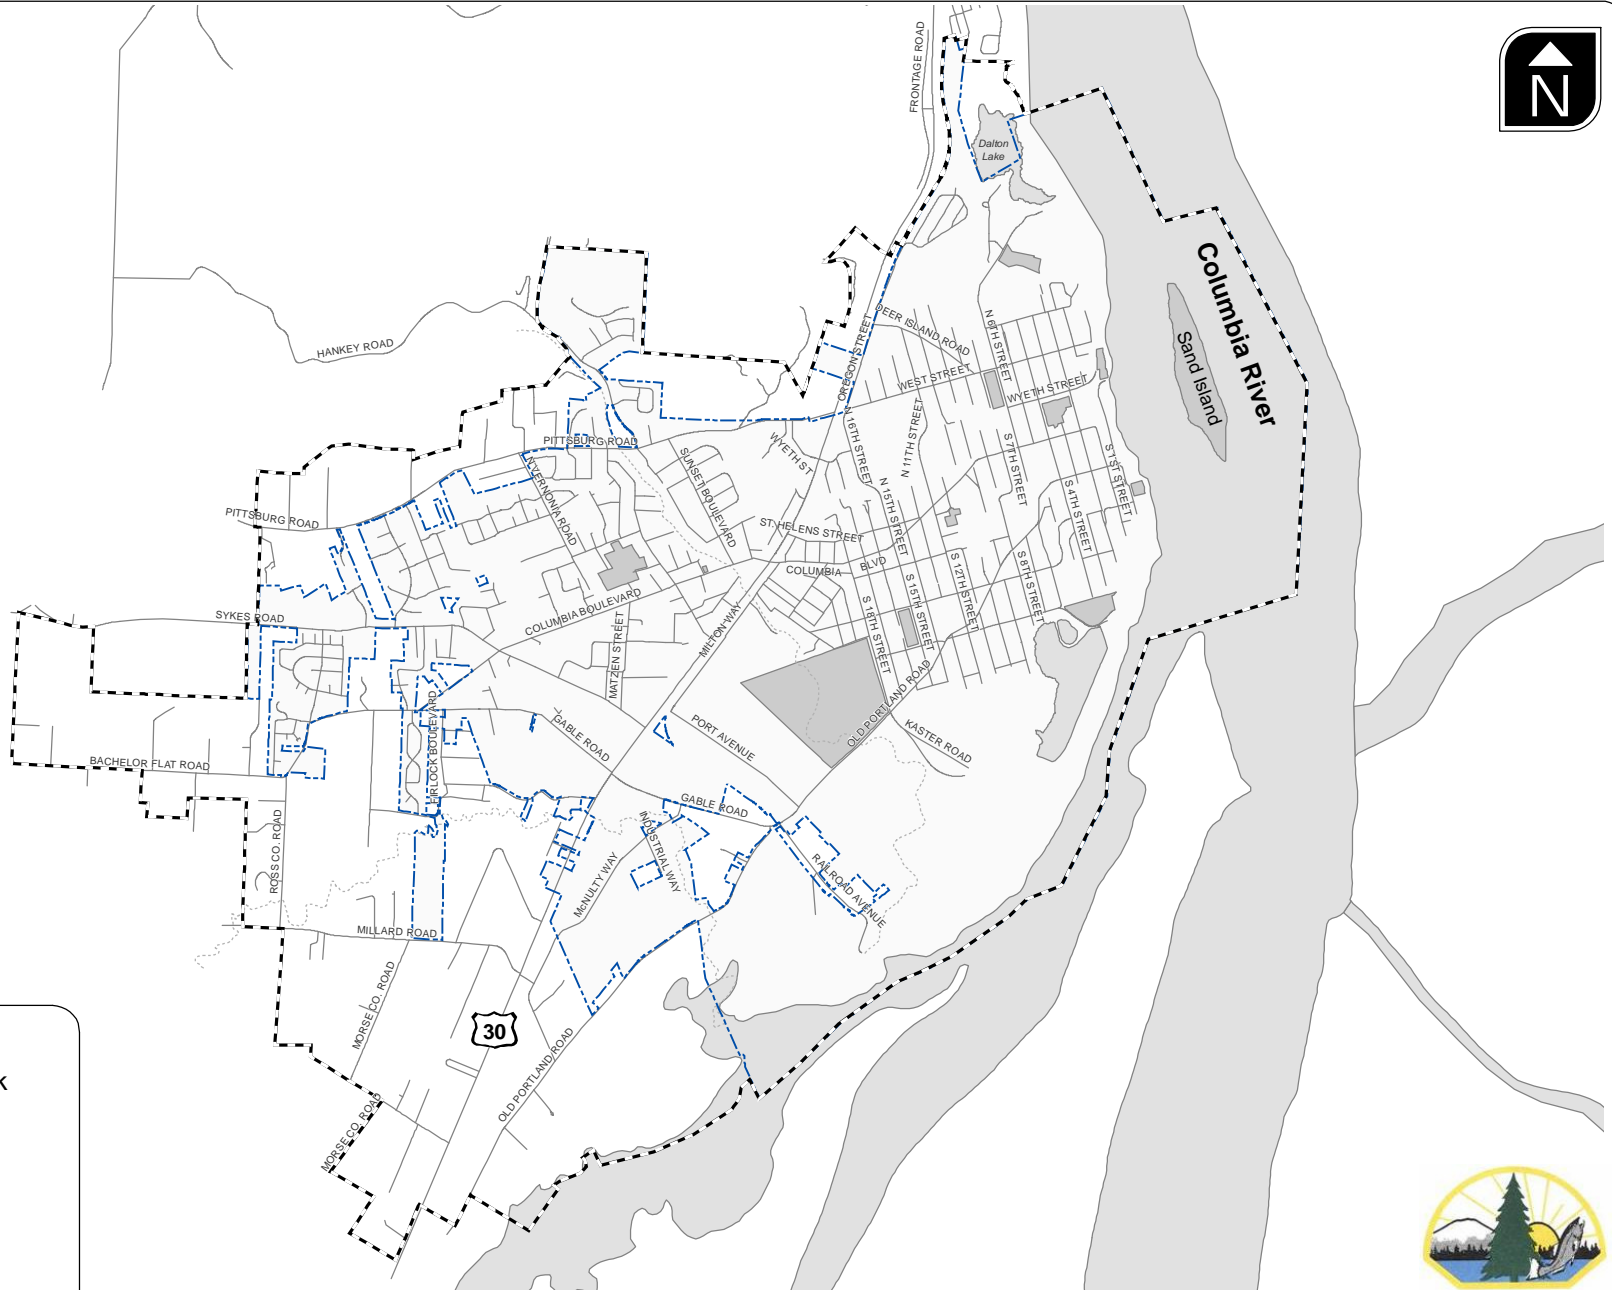 FRONTAGE ROAD
N
Dalton
Lake
Columbia River
Sand Island
HANKEY ROAD
DEER ISLAND ROAD
N 6TH STREET
OREGON STREET
WEST STREET
WYETH STREET
N 16TH STREET
N 11TH STREET
PITTSBURG ROAD
WYETH ST
SUNSET BOULEVARD
N VERNONIA ROAD
S 7TH STREET
S 1ST STREET
S 4TH STREET
N 15TH STREET
PITTSBURG ROAD
ST. HELENS STREET
COLUMBIA BLVD
S 12TH STREET
S 8TH STREET
S 15TH STREET
S 18TH STREET
SYKES ROAD
COLUMBIA BOULEVARD
MATZEN STREET
MILTON WAY
OLD PORTLAND ROAD
KASTER ROAD
PORT AVENUE
GABLE ROAD
FIRLOCK BOULEVARD
BACHELOR FLAT ROAD
GABLE ROAD
INDUSTRIAL WAY
McNULTY WAY
RAILROAD AVENUE
ROSS CO. ROAD
MILLARD ROAD
MORSE CO. ROAD
30
OLD PORTLAND ROAD
MORSE CO. ROAD
k